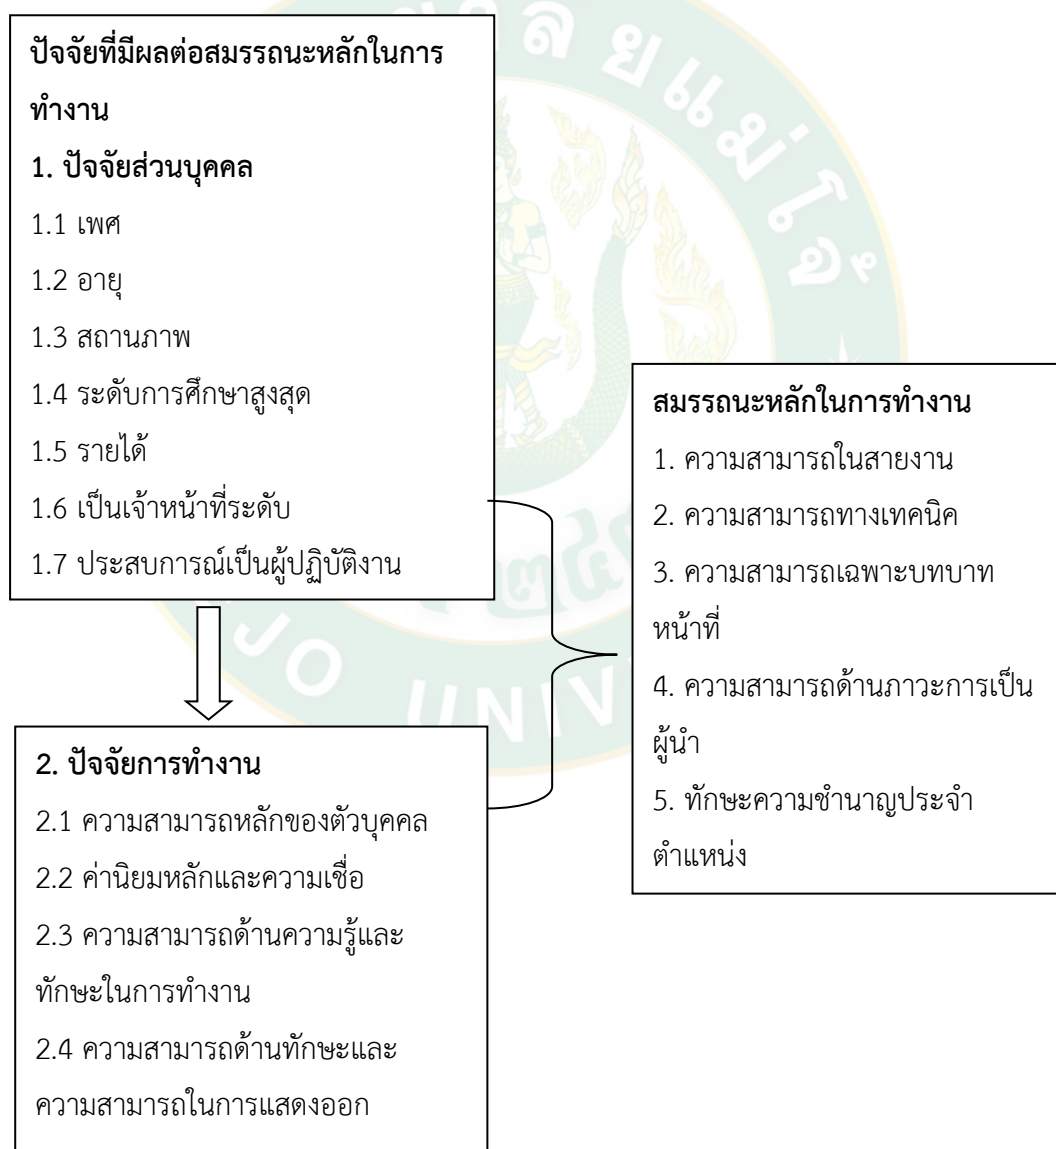 ปัจจัยที่มีผลต่อสมรรถนะหลักในการ
ทำงาน
1. ปัจจัยส่วนบุคคล
1.1 เพศ
1.2 อายุ
1.3 สถานภาพ
1.4 ระดับการศึกษาสูงสุด
1.5 รายได้
1.6 เป็นเจ้าหน้าที่ระดับ
1.7 ประสบการณ์เป็นผู้ปฏิบัติงาน
2. ปัจจัยการทำงาน
2.1 ความสามารถหลักของตัวบุคคล
2.2 ค่านิยมหลักและความเชื่อ
2.3 ความสามารถด้านความรู้และ
ทักษะในการทำงาน
2.4 ความสามารถด้านทักษะและ
ความสามารถในการแสดงออก
สมรรถนะหลักในการทำงาน
1. ความสามารถในสายงาน
2. ความสามารถทางเทคนิค
3. ความสามารถเฉพาะบทบาท
หน้าที่
4. ความสามารถด้านภาวะการเป็น
ผู้นำ
5. ทักษะความชำนาญประจำ
ตำแหน่ง